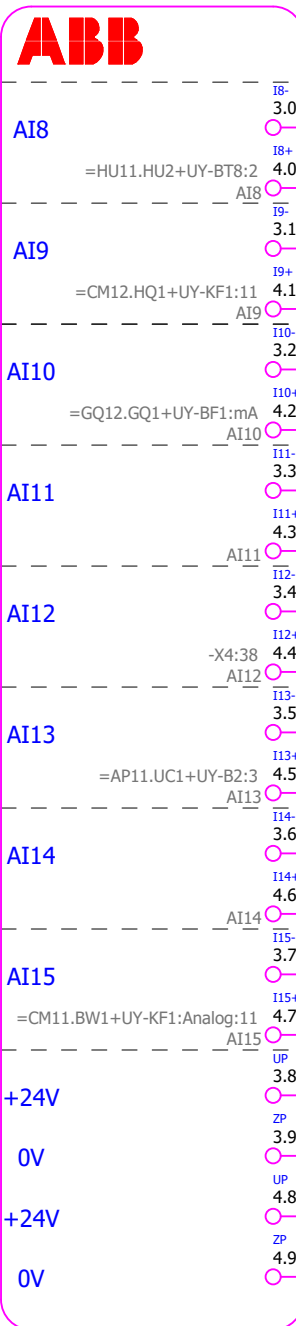 ABB
I8-
3.0
AI8
I8+
=HU11.HU2+UY-BT8:2 4.0
AI8
I9-
3.1
AI9
I9+
=CM12.HQ1+UY-KF1:11 4.1
AI9
I10-
3.2
AI10
I10+
=GQ12.GQ1+UY-BF1:mA 4.2
AI10
I11-
3.3
AI11
I11+
4.3
AI11
I12-
3.4
AI12
I12+
-X4:38 4.4
AI12
I13-
3.5
AI13
I13+
=AP11.UC1+UY-B2:3 4.5
AI13
I14-
3.6
AI14
I14+
4.6
AI14
I15-
3.7
AI15
I15+
=CM11.BW1+UY-KF1:Analog:11 4.7
AI15
UP
3.8
+24V
ZP
3.9
0V
UP
4.8
+24V
ZP
4.9
0V